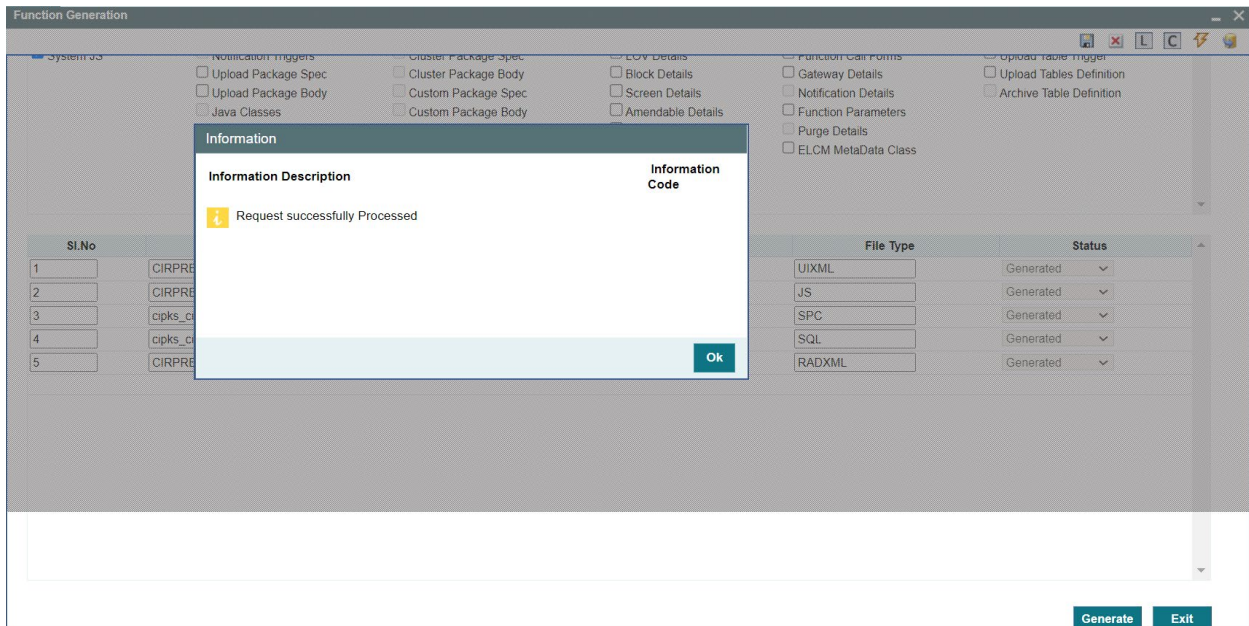 Function Generation
L C
System JS Notification Triggers Cluster Package Spec LOV Details Function Call Forms Upload Table Trigger
Upload Package Spec Cluster Package Body Block Details Gateway Details Upload Tables Definition
Upload Package Body Custom Package Spec Screen Details Notification Details Archive Table Definition
Java Classes Custom Package Body Amendable Details Function Parameters
Purge Details
ELCM MetaData Class
Information
Information Description Information
Code
Request successfully Processed
Ok
Sl.No File Type Status
1 CIRPRE UIXML Generated
2 CIRPRE JS Generated
3 cipks_ci SPC Generated
4 cipks_ci SQL Generated
5 CIRPRE RADXML Generated
Generate Exit